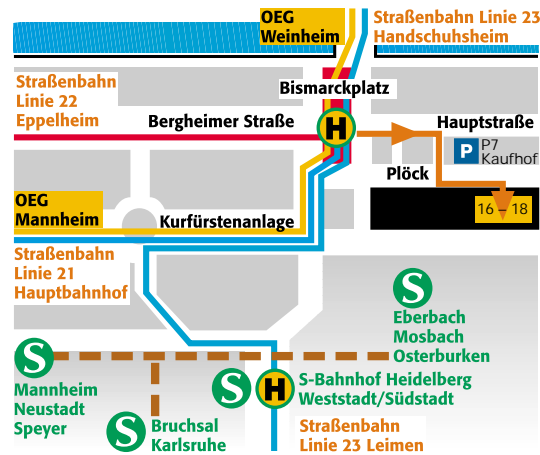 OEG
Weinheim
Straßenbahn Linie 23
Handschuhsheim
Straßenbahn
Linie 22
Eppelheim
Bismarckplatz
Bergheimer Straße
H
Hauptstraße
P
P7
Kaufhof
Plöck
OEG
Mannheim
Kurfürstenanlage
16 – 18
Straßenbahn
Linie 21
Hauptbahnhof
S
Eberbach
Mosbach
Osterburken
S
Mannheim
Neustadt
Speyer
S
H
S-Bahnhof Heidelberg
Weststadt/Südstadt
S
Bruchsal
Karlsruhe
Straßenbahn
Linie 23 Leimen